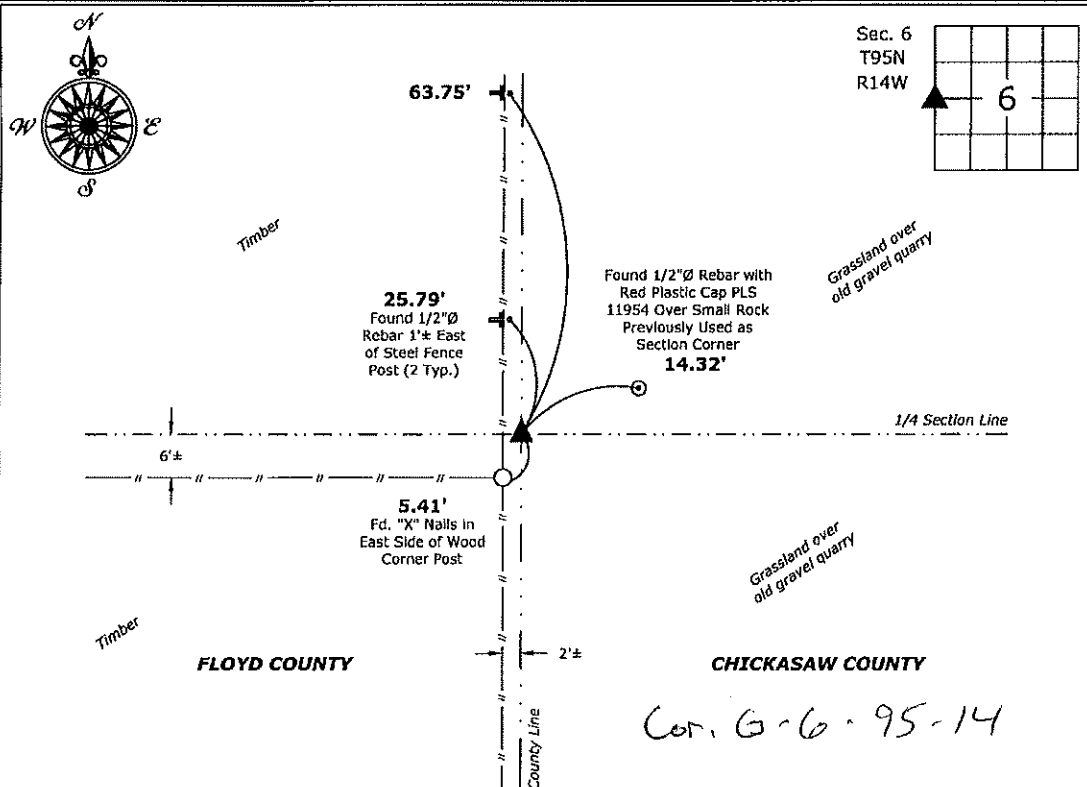 N
W
E
S
Sec. 6
T95N
R14W
6
63.75'
Timber
Grassland over
old gravel quarry
25.79'
Found 1/2"Ø
Rebar 1'± East
of Steel Fence
Post (2 Typ.)
Found 1/2"Ø Rebar with
Red Plastic Cap PLS
11954 Over Small Rock
Previously Used as
Section Corner
14.32'
1/4 Section Line
6'±
5.41'
Fd. "X" Nails in
East Side of Wood
Corner Post
Grassland over
old gravel quarry
Timber
FLOYD COUNTY
2'±
CHICKASAW COUNTY
Cor. G-6-95-14
County Line